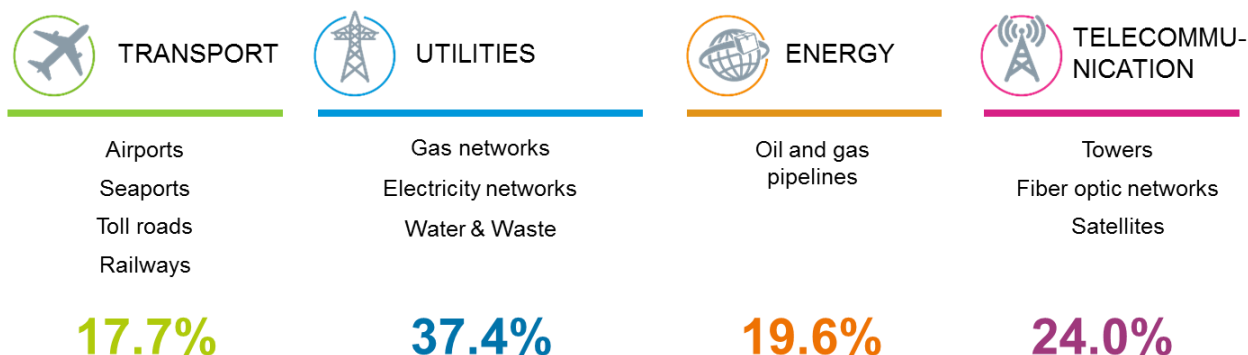 TRANSPORT
Airports
Seaports
Toll roads
Railways
17.7%
UTILITIES
Gas networks
Electricity networks
Water & Waste
37.4%
ENERGY
Oil and gas
pipelines
19.6%
TELECOMMU-
NICATION
Towers
Fiber optic networks
Satellites
24.0%